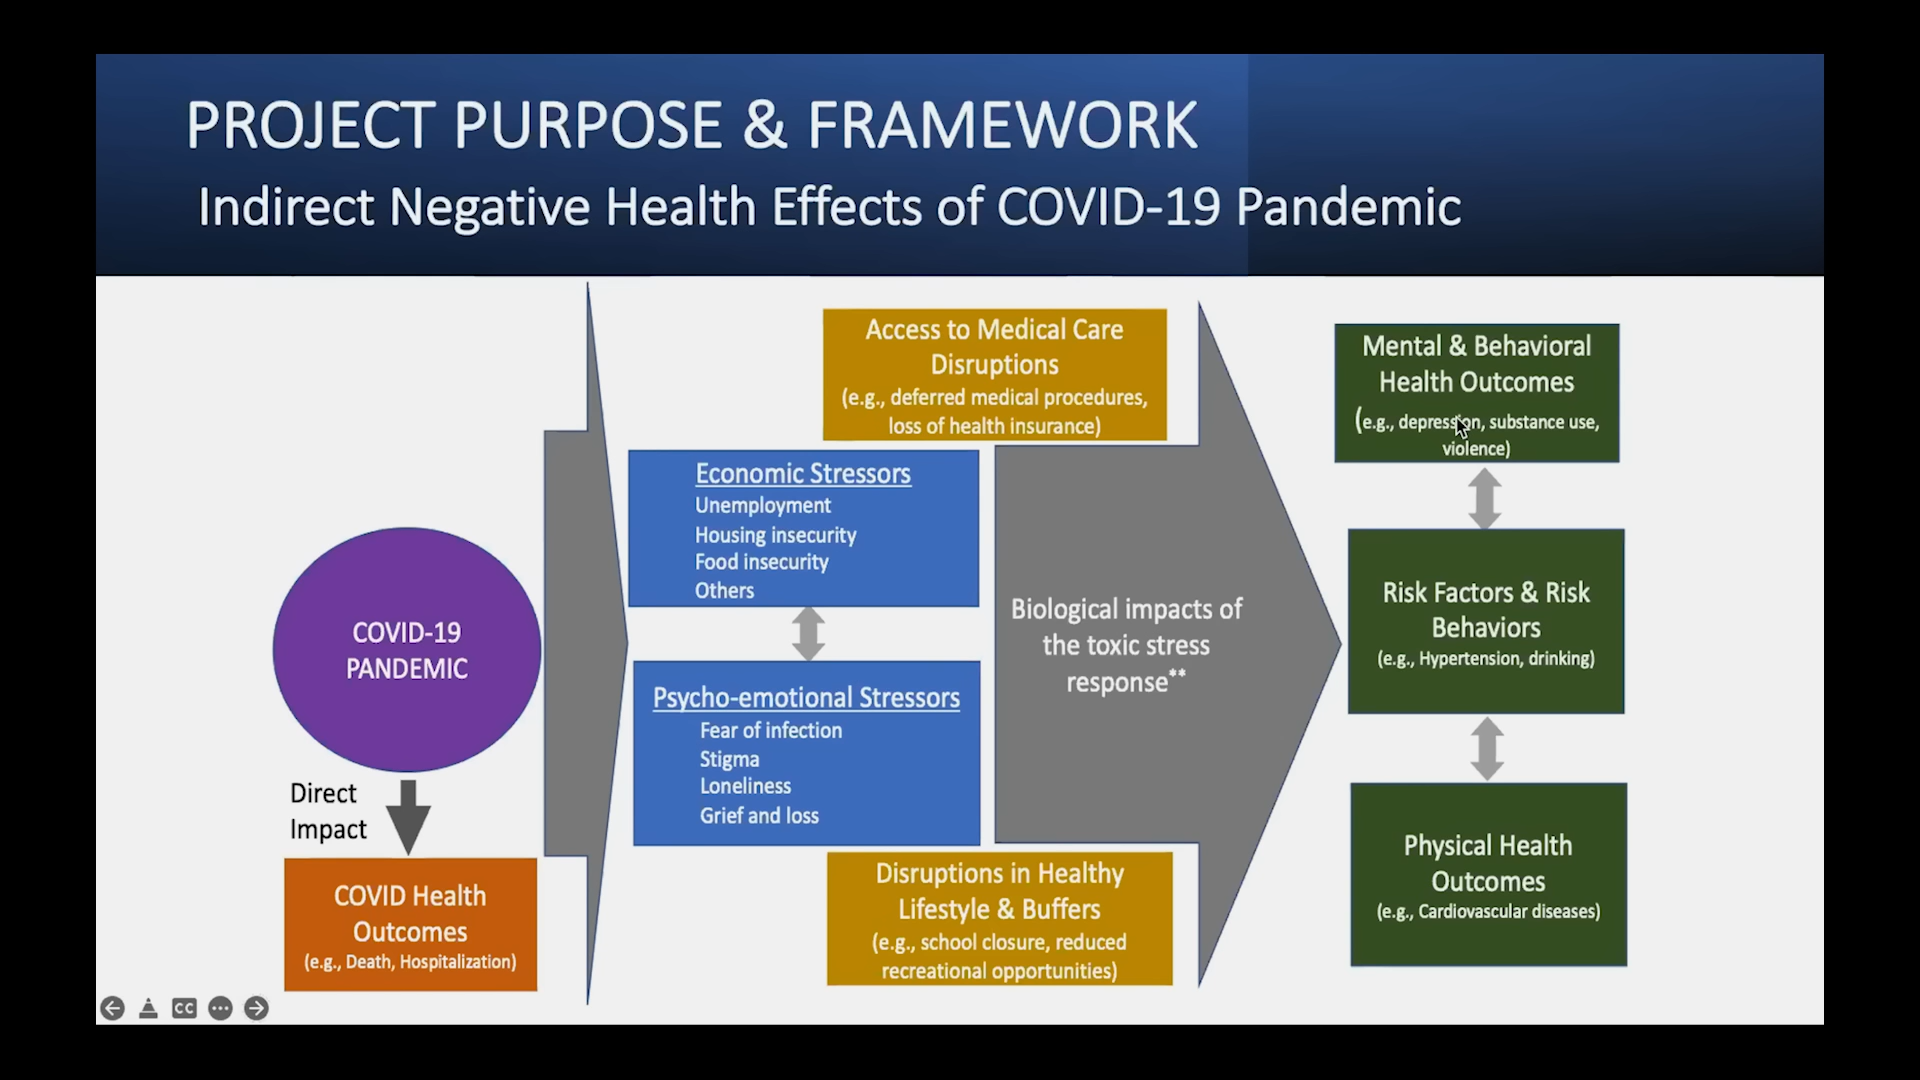 PROJECT PURPOSE & FRAMEWORK
Indirect Negative Health Effects of COVID-19 Pandemic
COVID-19
PANDEMIC
Direct
Impact
COVID Health
Outcomes
(e.g., Death, Hospitalization)
Access to Medical Care
Disruptions
(e.g., deferred medical procedures,
loss of health insurance)
Economic Stressors
Unemployment
Housing insecurity
Food insecurity
Others
Psycho-emotional Stressors
Fear of infection
Stigma
Loneliness
Grief and loss
Disruptions in Healthy
Lifestyle & Buffers
(e.g., school closure, reduced
recreational opportunities)
Biological impacts of
the toxic stress
response**
Mental & Behavioral
Health Outcomes
(e.g., depression, substance use,
violence)
Risk Factors & Risk
Behaviors
(e.g., Hypertension, drinking)
Physical Health
Outcomes
(e.g., Cardiovascular diseases)
CC